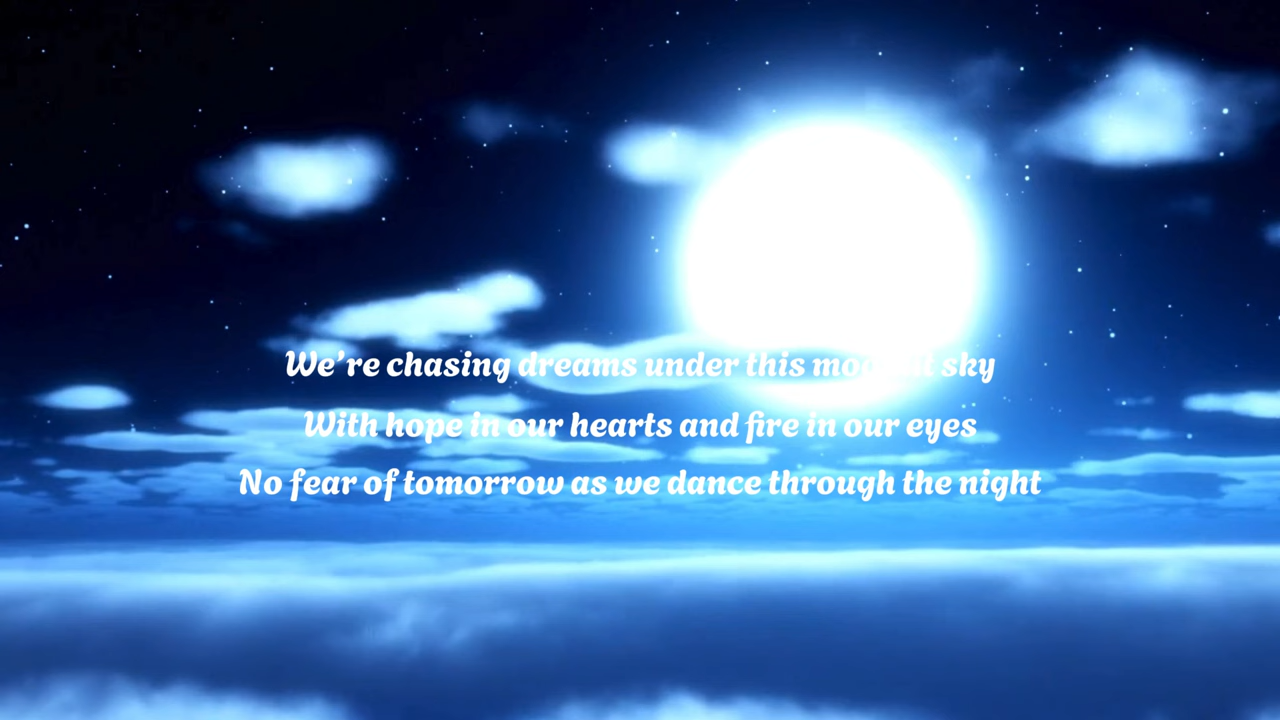 We're chasing dreams under this sky
With hope in our hearts and fire in our eyes
No fear of tomorrow as we dance through the night